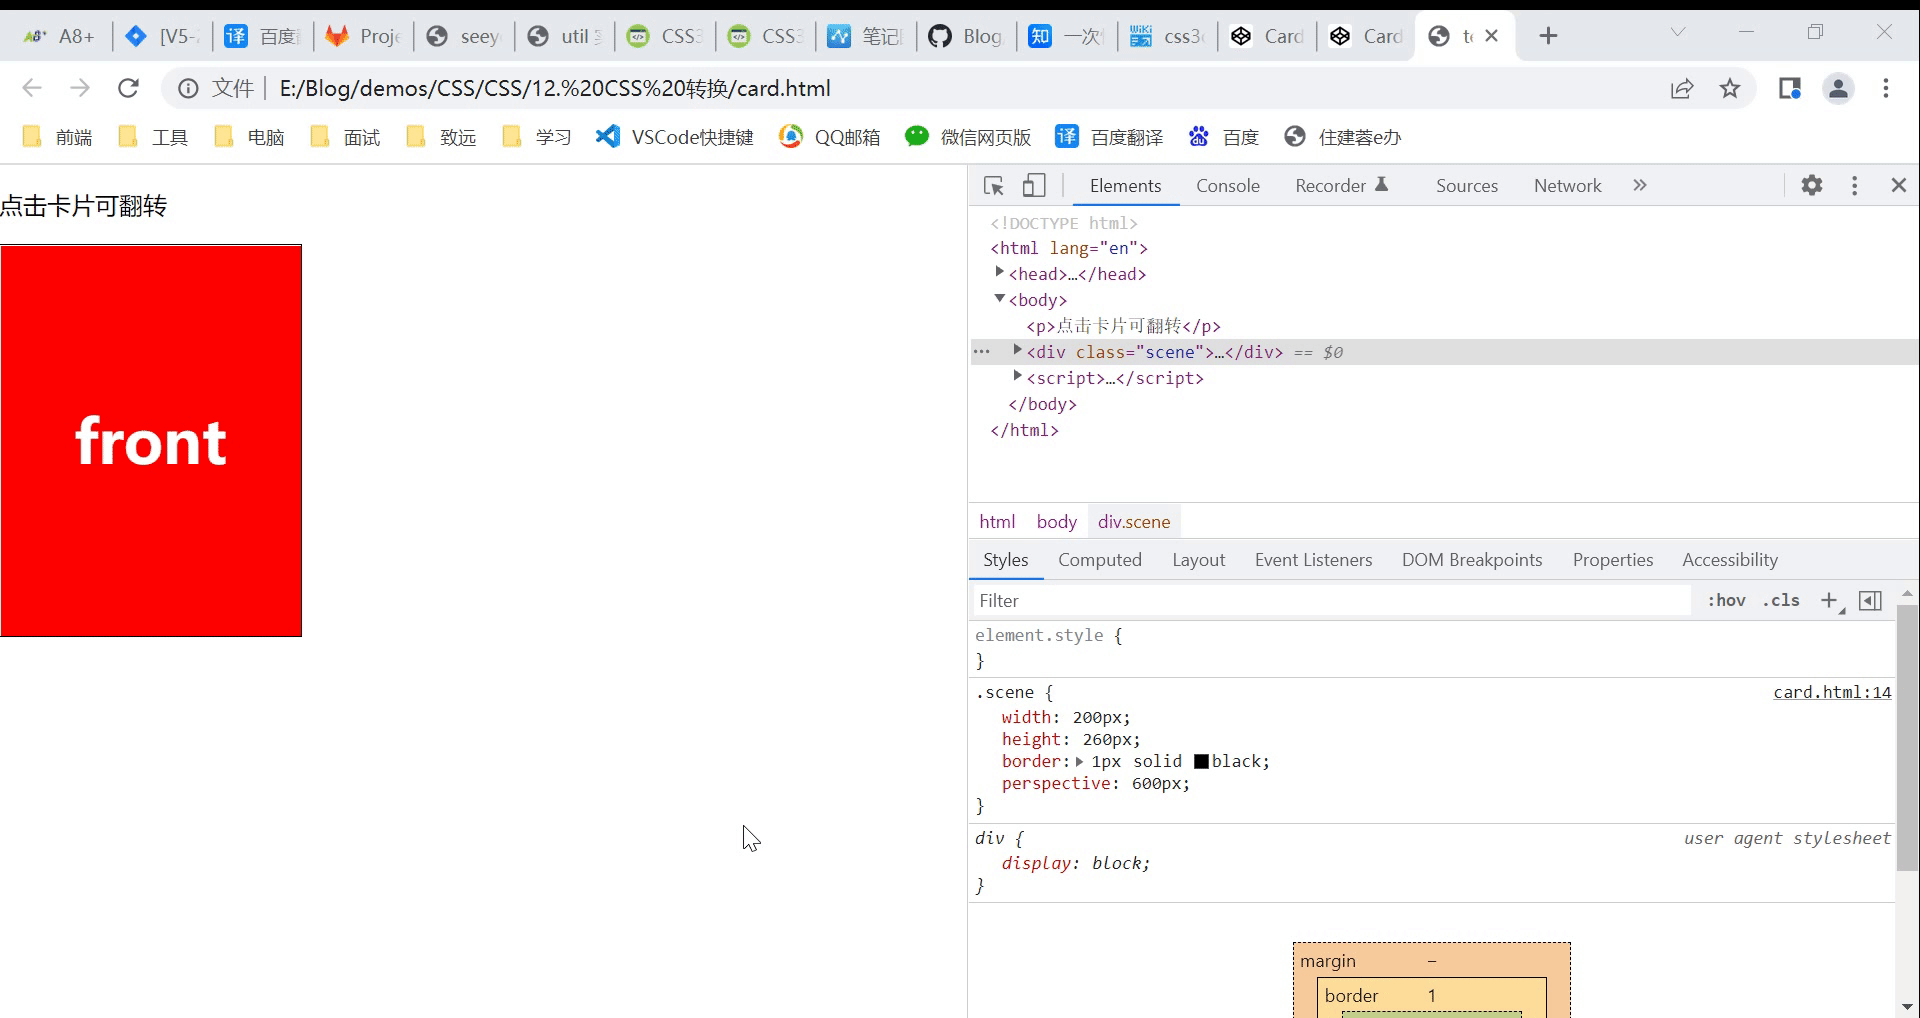 A8+ [V5- 百度 Proj seey util CSS3 CSS3 笔记 Blog 一次 css3 Card Card te
文件 E:/Blog/demos/CSS/CSS/12.%20CSS%20转换/card.html
前端 工具 电脑 面试 致远 学习 VSCode快捷键 QQ邮箱 微信网页版 译 百度翻译 百度 住建蓉e办
点击卡片可翻转
front
Elements Console Recorder Sources Network »
<!DOCTYPE html>
<html lang="en">
<head>…</head>
<body>
<p>点击卡片可翻转</p>
<div class="scene">…</div> == $0
<script>…</script>
</body>
</html>
html body div.scene
Styles Computed Layout Event Listeners DOM Breakpoints Properties Accessibility
Filter :hov .cls +
element.style {
}
.scene { card.html:14
width: 200px;
height: 260px;
border: 1px solid black;
perspective: 600px;
}
div { user agent stylesheet
display: block;
}
margin –
border 1